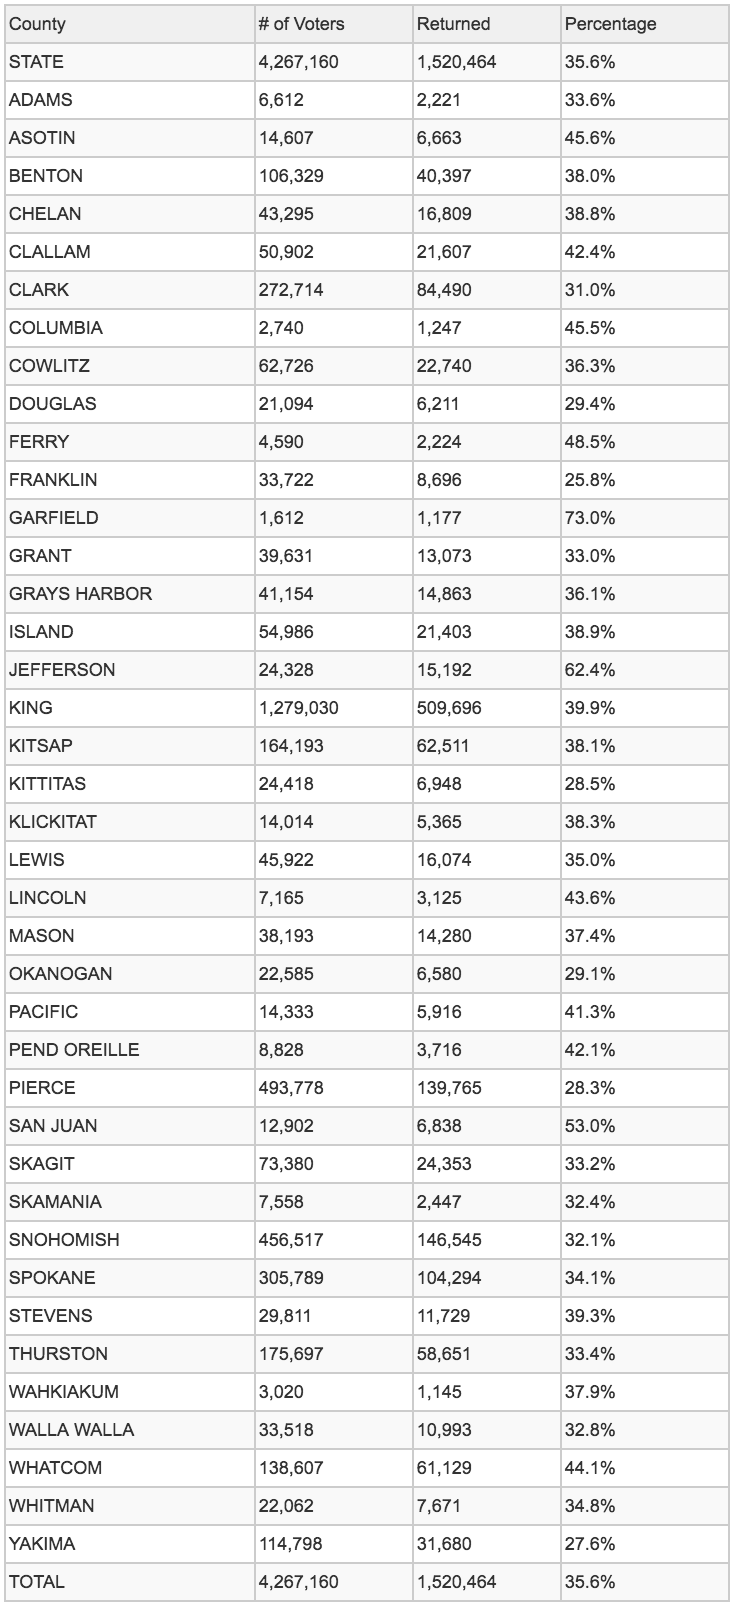 County # of Voters Returned Percentage
STATE 4,267,160 1,520,464 35.6%
ADAMS 6,612 2,221 33.6%
ASOTIN 14,607 6,663 45.6%
BENTON 106,329 40,397 38.0%
CHELAN 43,295 16,809 38.8%
CLALLAM 50,902 21,607 42.4%
CLARK 272,714 84,490 31.0%
COLUMBIA 2,740 1,247 45.5%
COWLITZ 62,726 22,740 36.3%
DOUGLAS 21,094 6,211 29.4%
FERRY 4,590 2,224 48.5%
FRANKLIN 33,722 8,696 25.8%
GARFIELD 1,612 1,177 73.0%
GRANT 39,631 13,073 33.0%
GRAYS HARBOR 41,154 14,863 36.1%
ISLAND 54,986 21,403 38.9%
JEFFERSON 24,328 15,192 62.4%
KING 1,279,030 509,696 39.9%
KITSAP 164,193 62,511 38.1%
KITTITAS 24,418 6,948 28.5%
KLICKITAT 14,014 5,365 38.3%
LEWIS 45,922 16,074 35.0%
LINCOLN 7,165 3,125 43.6%
MASON 38,193 14,280 37.4%
OKANOGAN 22,585 6,580 29.1%
PACIFIC 14,333 5,916 41.3%
PEND OREILLE 8,828 3,716 42.1%
PIERCE 493,778 139,765 28.3%
SAN JUAN 12,902 6,838 53.0%
SKAGIT 73,380 24,353 33.2%
SKAMANIA 7,558 2,447 32.4%
SNOHOMISH 456,517 146,545 32.1%
SPOKANE 305,789 104,294 34.1%
STEVENS 29,811 11,729 39.3%
THURSTON 175,697 58,651 33.4%
WAHKIAKUM 3,020 1,145 37.9%
WALLA WALLA 33,518 10,993 32.8%
WHATCOM 138,607 61,129 44.1%
WHITMAN 22,062 7,671 34.8%
YAKIMA 114,798 31,680 27.6%
TOTAL 4,267,160 1,520,464 35.6%